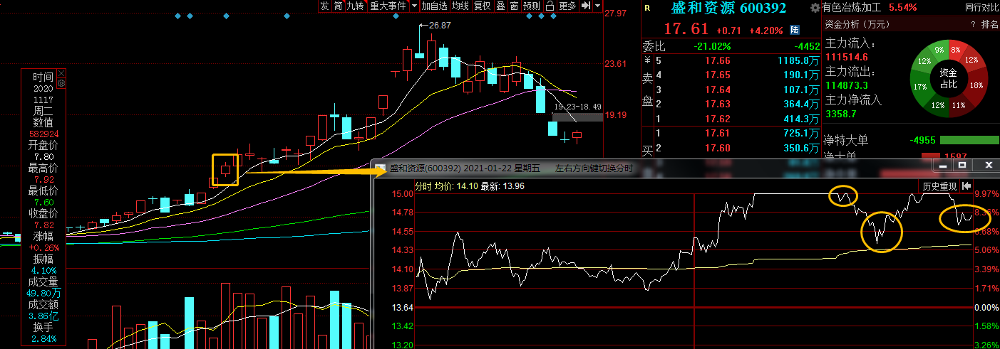 发 简 九转 重大事件 加自选 均线 复权 叠 窗 预测 更多
27.97
23.61
19.19
26.87
19.23-18.49
时间
2020
1117
周二
数值
582924
开盘价
7.80
最高价
7.92
最低价
7.60
收盘价
7.82
涨幅
+0.26%
振幅
4.10%
成交量
49.80万
成交额
3.86亿
换手
2.84%
R 盛和资源 600392
17.61 +0.71 +4.20% 陆
委比 -21.02% -4452
卖盘
¥ 5 17.66 1185.8万
4 17.65 190.1万
3 17.64 107.1万
2 17.63 364.4万
1 17.62 414.3万
买
1 17.61 725.1万
2 17.60 350.6万
有色冶炼加工 5.54% 同行对比
资金分析(万元) ? 排名
主力流入:
111514.6
主力流出:
114873.3
主力净流入
3358.7
资金
占比
8%
12%
18%
11%
12%
17%
12%
9%
净特大单 -4955
净大单 1597
盛和资源(600392) 2021-01-22 星期五 左右方向键切换分时
分时 均价: 14.10 最新: 13.96
历史重现
15.00 9.97%
14.78 8.36%
14.55 6.68%
14.33 5.06%
14.10 3.39%
13.87 1.71%
13.64 0.00%
13.42 1.58%
13.20 3.26%